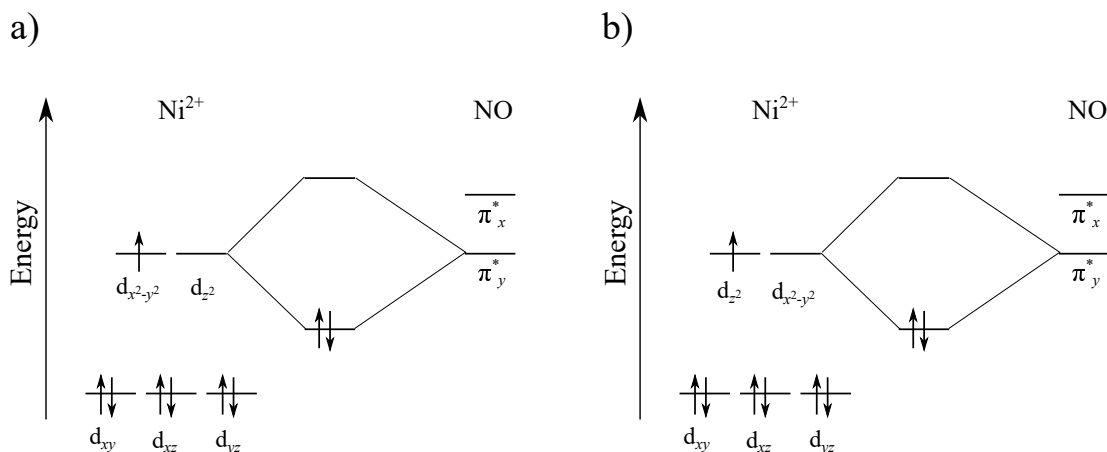 a)
Energy
Ni²⁺ NO
π*ₓ
π*y
dx²-y² dz²
dxy dxz dyz
b)
Energy
Ni²⁺ NO
π*ₓ
π*y
dz² dx²-y²
dxy dxz dyz